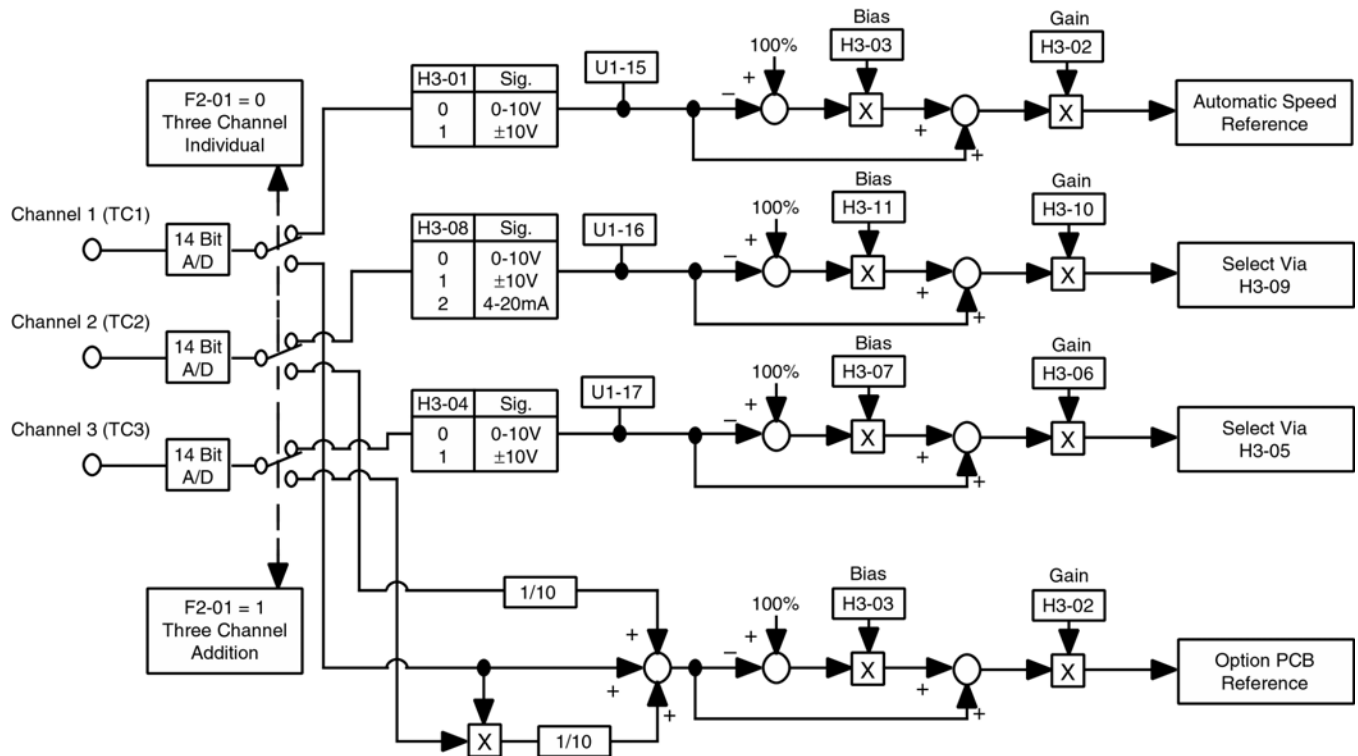 F2-01 = 0
Three Channel
Individual
H3-01 Sig.
0 0-10V
1 ±10V
U1-15
100%
+
−
Bias
H3-03
X
+
+
Gain
H3-02
X
Automatic Speed
Reference
Channel 1 (TC1)
14 Bit
A/D
H3-08 Sig.
0 0-10V
1 ±10V
2 4-20mA
U1-16
100%
+
−
Bias
H3-11
X
+
+
Gain
H3-10
X
Select Via
H3-09
Channel 2 (TC2)
14 Bit
A/D
H3-04 Sig.
0 0-10V
1 ±10V
U1-17
100%
+
−
Bias
H3-07
X
+
+
Gain
H3-06
X
Select Via
H3-05
Channel 3 (TC3)
14 Bit
A/D
F2-01 = 1
Three Channel
Addition
1/10
X
1/10
+
+
+
100%
+
−
Bias
H3-03
X
+
+
Gain
H3-02
X
Option PCB
Reference